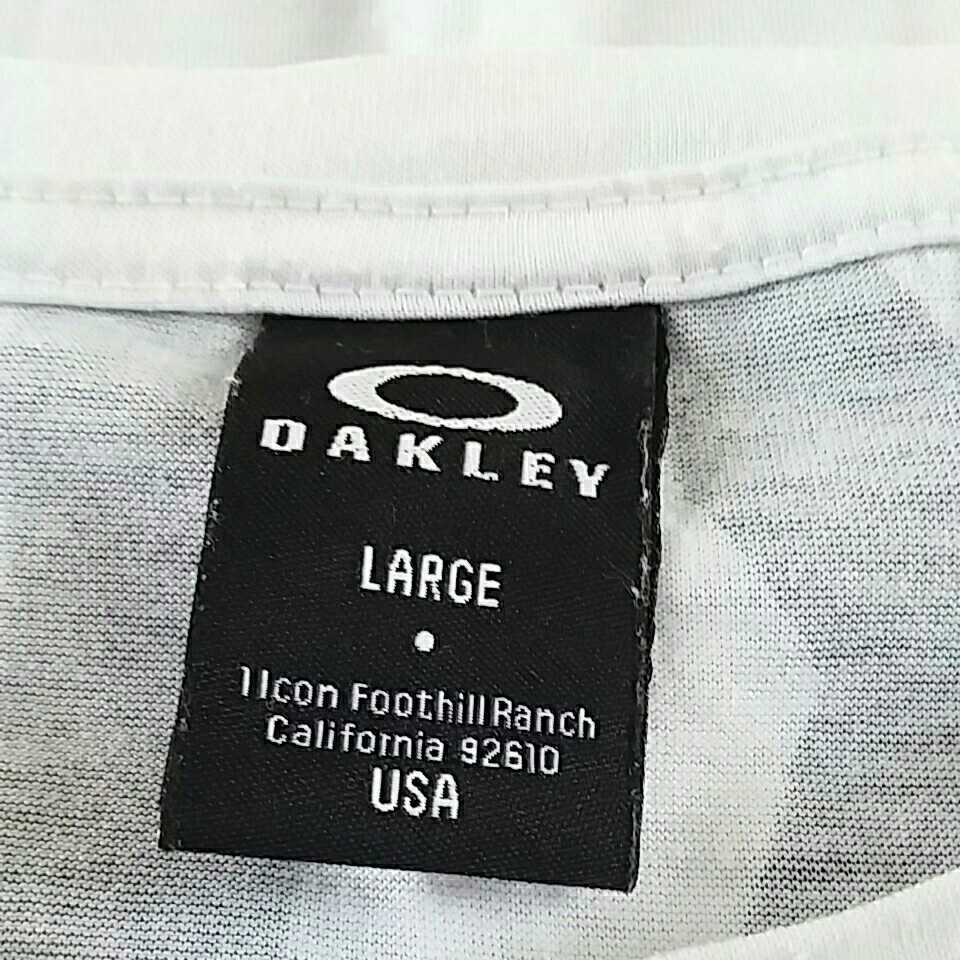 OAKLEY
LARGE
1 Icon Foothill Ranch
California 92610
USA